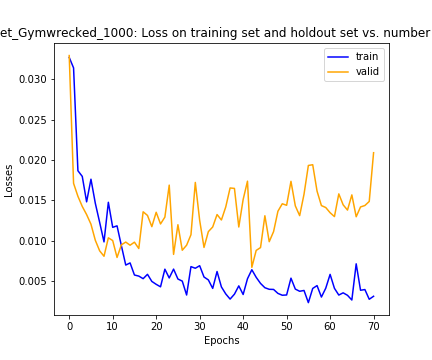 et_Gymwrecked_1000: Loss on training set and holdout set vs. number
train
valid
Losses
0.030
0.025
0.020
0.015
0.010
0.005
0 10 20 30 40 50 60 70
Epochs